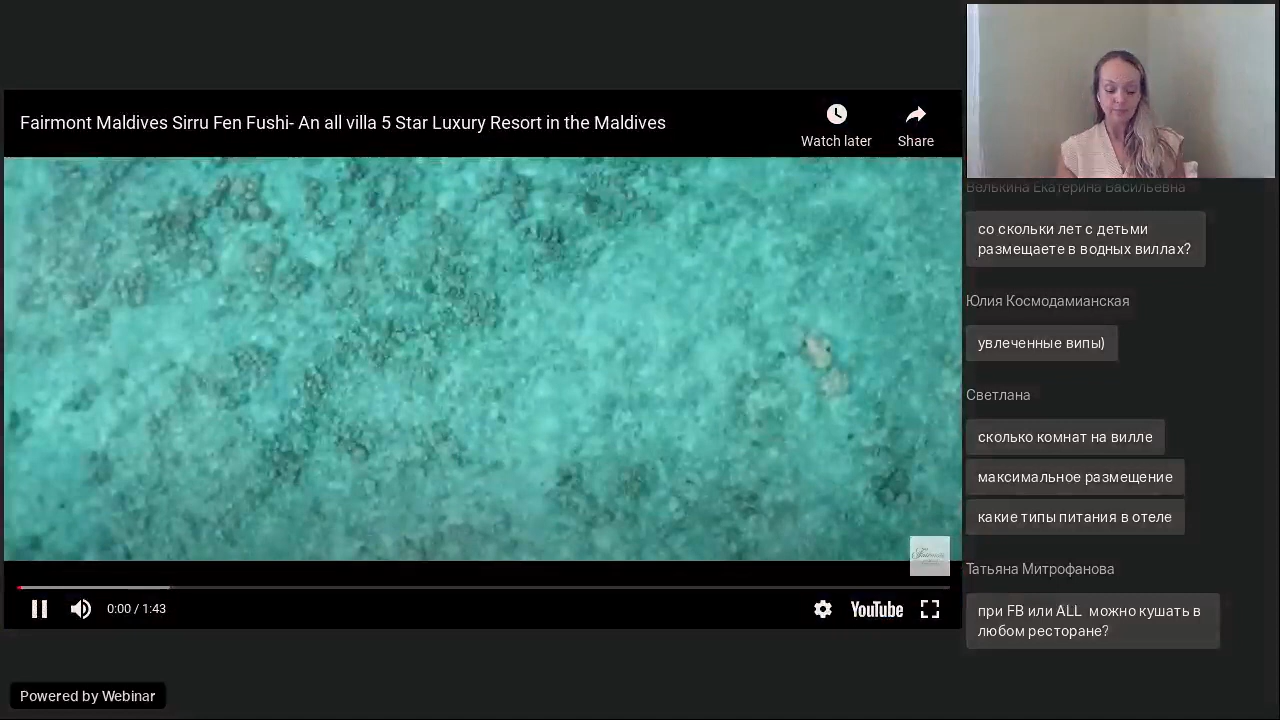 Fairmont Maldives Sirru Fen Fushi- An all villa 5 Star Luxury Resort in the Maldives
Watch later
Share
0:00 / 1:43
YouTube
Powered by Webinar
Велькина Екатерина Васильевна
со скольки лет с детьми
размещаете в водных виллах?
Юлия Космодамианская
увлеченные випы)
Светлана
сколько комнат на вилле
максимальное размещение
какие типы питания в отеле
Татьяна Митрофанова
при FB или ALL можно кушать в
любом ресторане?